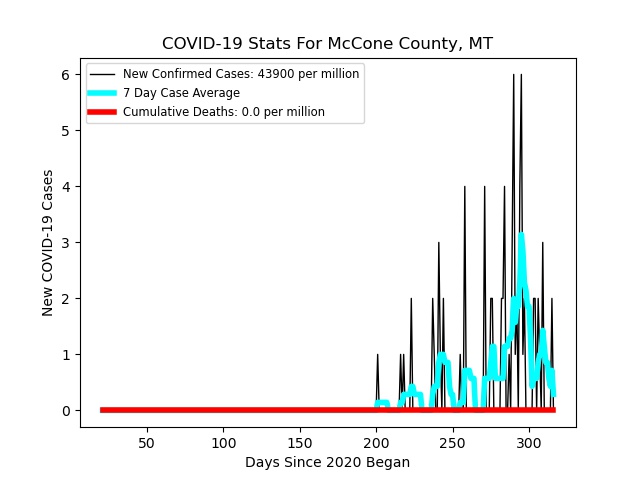 COVID-19 Stats For McCone County, MT
New Confirmed Cases: 43900 per million
7 Day Case Average
Cumulative Deaths: 0.0 per million
New COVID-19 Cases
6
5
4
3
2
1
0
50 100 150 200 250 300
Days Since 2020 Began